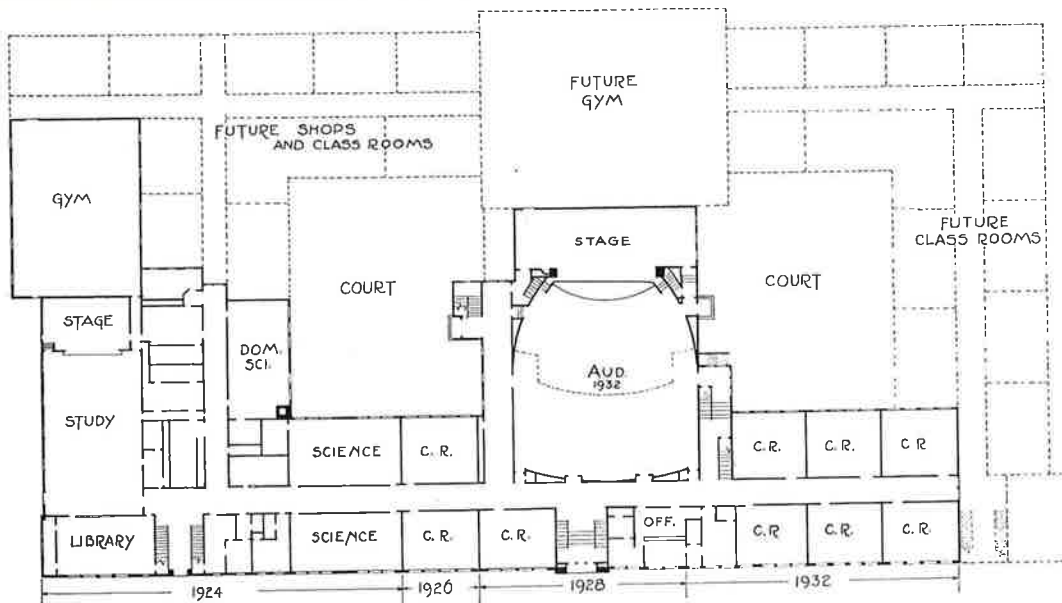 FUTURE
GYM
FUTURE SHOPS
AND CLASS ROOMS
GYM
STAGE
FUTURE
CLASS ROOMS
COURT
COURT
STAGE
DOM.
SCI.
AUD.
1932
STUDY
SCIENCE
C.R.
C.R.
C.R.
C.R
LIBRARY
SCIENCE
C.R.
C.R.
OFF.
C.R
C.R.
C.R.
1924
1926
1928
1932